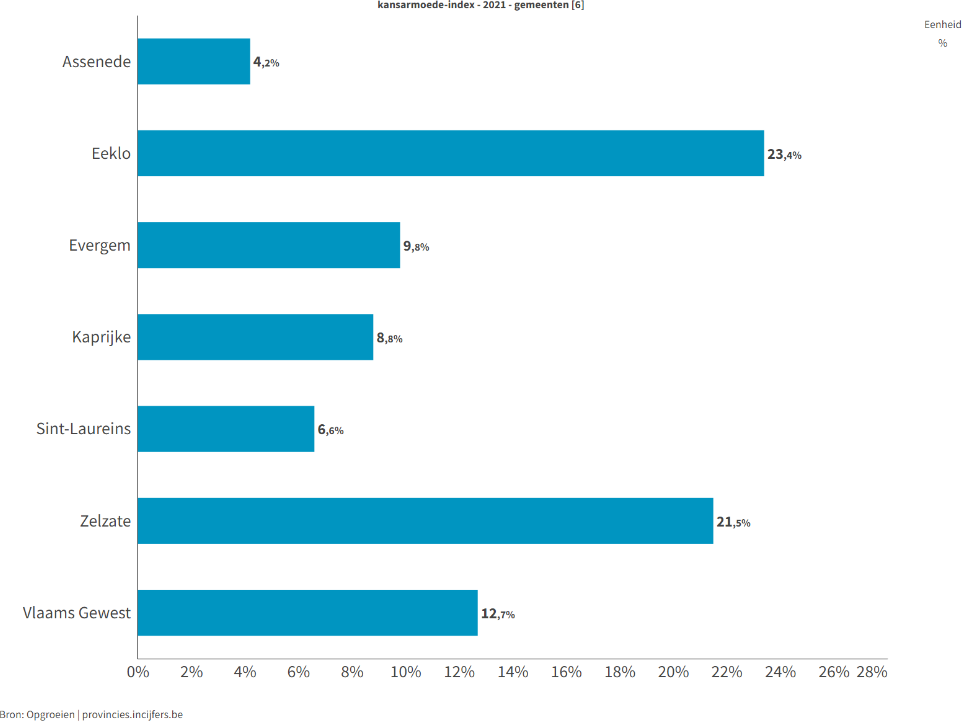 kansarmoede-index - 2021 - gemeenten [6]
Eenheid
%
Assenede 4,2%
Eeklo 23,4%
Evergem 9,8%
Kaprijke 8,8%
Sint-Laureins 6,6%
Zelzate 21,5%
Vlaams Gewest 12,7%
0% 2% 4% 6% 8% 10% 12% 14% 16% 18% 20% 22% 24% 26% 28%
Bron: Opgroeien | provincies.incijfers.be